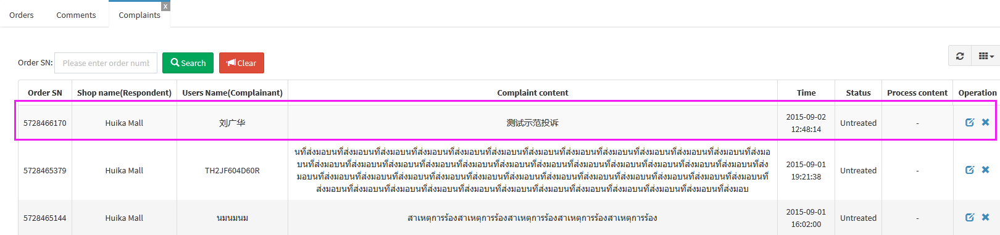 Orders Comments Complaints x
Order SN: Please enter order numb Search Clear
Order SN Shop name(Respondent) Users Name(Complainant) Complaint content Time Status Process content Operation
5728466170 Huika Mall 刘广华 测试示范投诉 2015-09-02 12:48:14 Untreated -
5728465379 Huika Mall TH2JF604D60R
นที่ส่งมอบนที่ส่งมอบนที่ส่งมอบนที่ส่งมอบนที่ส่งมอบนที่ส่งมอบนที่ส่งมอบนที่ส่งมอบนที่ส่งมอบนที่ส่งมอบนที่ส่งมอบนที่ส่งมอบนที่ส่งมอ
บนที่ส่งมอบนที่ส่งมอบนที่ส่งมอบนที่ส่งมอบนที่ส่งมอบนที่ส่งมอบนที่ส่งมอบนที่ส่งมอบนที่ส่งมอบนที่ส่งมอบนที่ส่งมอบนที่ส่งมอบนที่ส่ง
มอบนที่ส่งมอบนที่ส่งมอบนที่ส่งมอบนที่ส่งมอบนที่ส่งมอบนที่ส่งมอบนที่ส่งมอบนที่ส่งมอบนที่ส่งมอบนที่ส่งมอบนที่ส่งมอบนที่ส่งมอบนที่
ส่งมอบนที่ส่งมอบนที่ส่งมอบนที่ส่งมอบนที่ส่งมอบนที่ส่งมอบนที่ส่งมอบนที่ส่งมอบนที่ส่งมอบนที่ส่งมอบนที่ส่งมอบนที่ส่งมอบ
2015-09-01 19:21:38 Untreated -
5728465144 Huika Mall นมนมนม สาเหตุการร้องสาเหตุการร้องสาเหตุการร้องสาเหตุการร้องสาเหตุการร้อง 2015-09-01 16:02:00 Untreated -